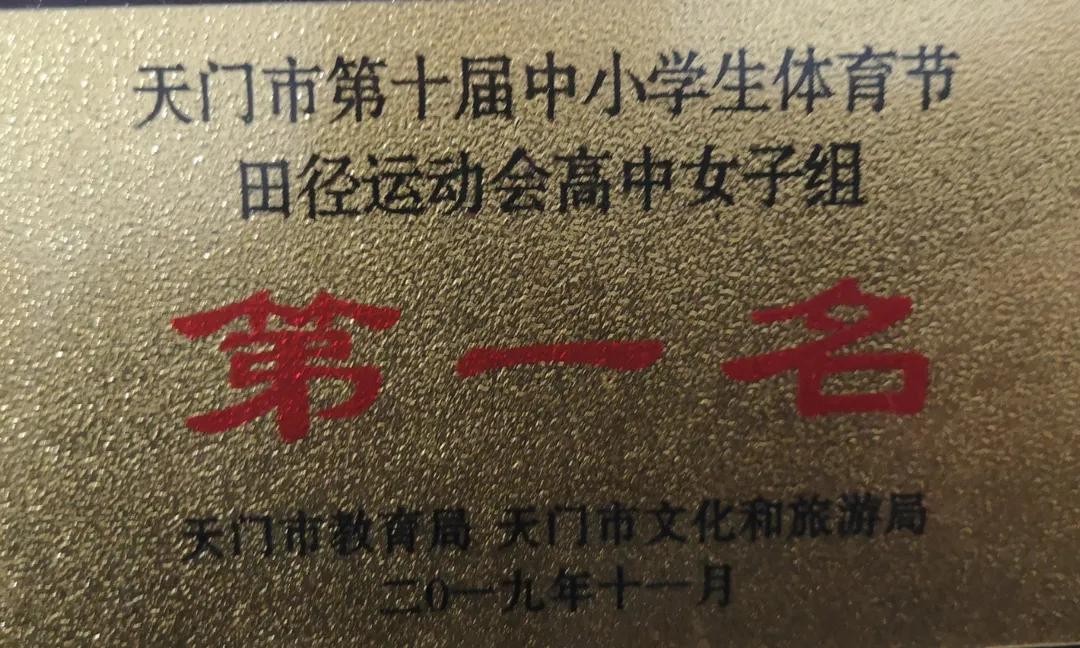 天门市第十届中小学生体育节
田径运动会高中女子组
第一名
天门市教育局 天门市文化和旅游局
二0一九年十一月